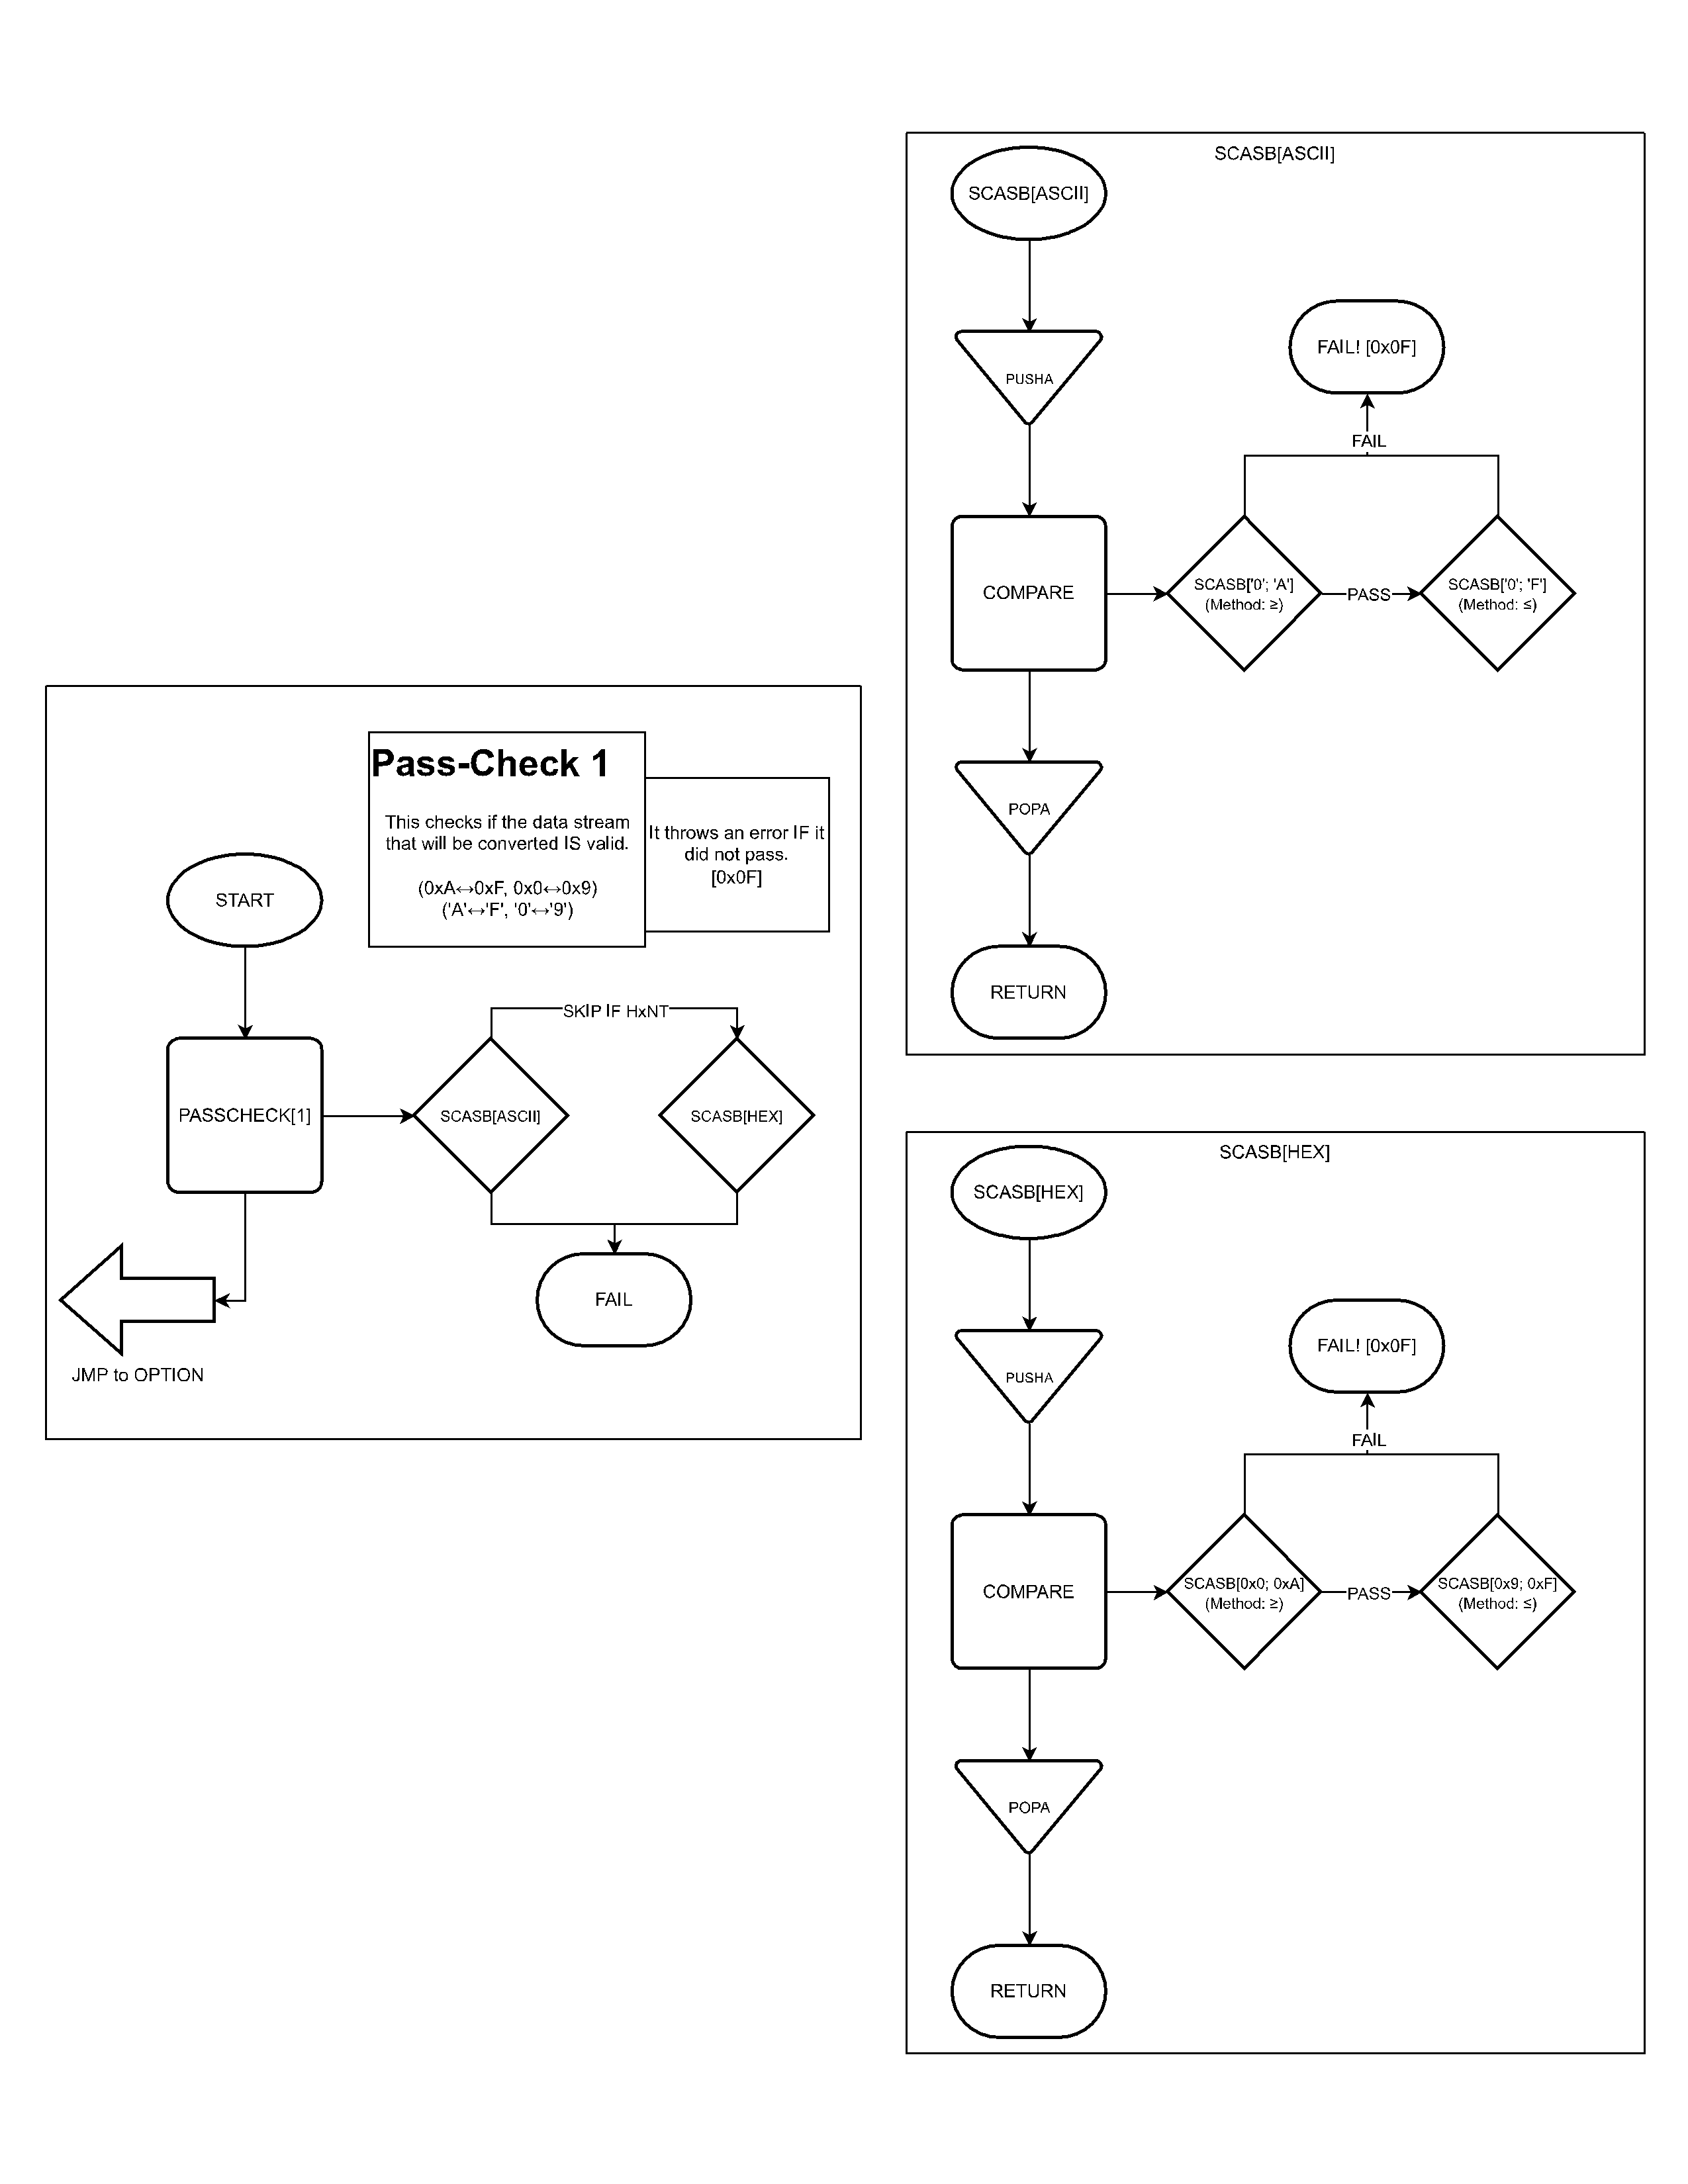 Pass-Check 1
This checks if the data stream
that will be converted IS valid.
(0xA↔0xF, 0x0↔0x9)
('A'↔'F', '0'↔'9')
It throws an error IF it
did not pass.
[0x0F]
START
PASSCHECK[1]
SKIP IF HxNT
SCASB[ASCII]
SCASB[HEX]
FAIL
JMP to OPTION
SCASB[ASCII]
SCASB[ASCII]
PUSHA
FAIL! [0x0F]
FAIL
COMPARE
SCASB['0'; 'A']
(Method: ≥)
PASS
SCASB['0'; 'F']
(Method: ≤)
POPA
RETURN
SCASB[HEX]
SCASB[HEX]
PUSHA
FAIL! [0x0F]
FAIL
COMPARE
SCASB[0x0; 0xA]
(Method: ≥)
PASS
SCASB[0x9; 0xF]
(Method: ≤)
POPA
RETURN